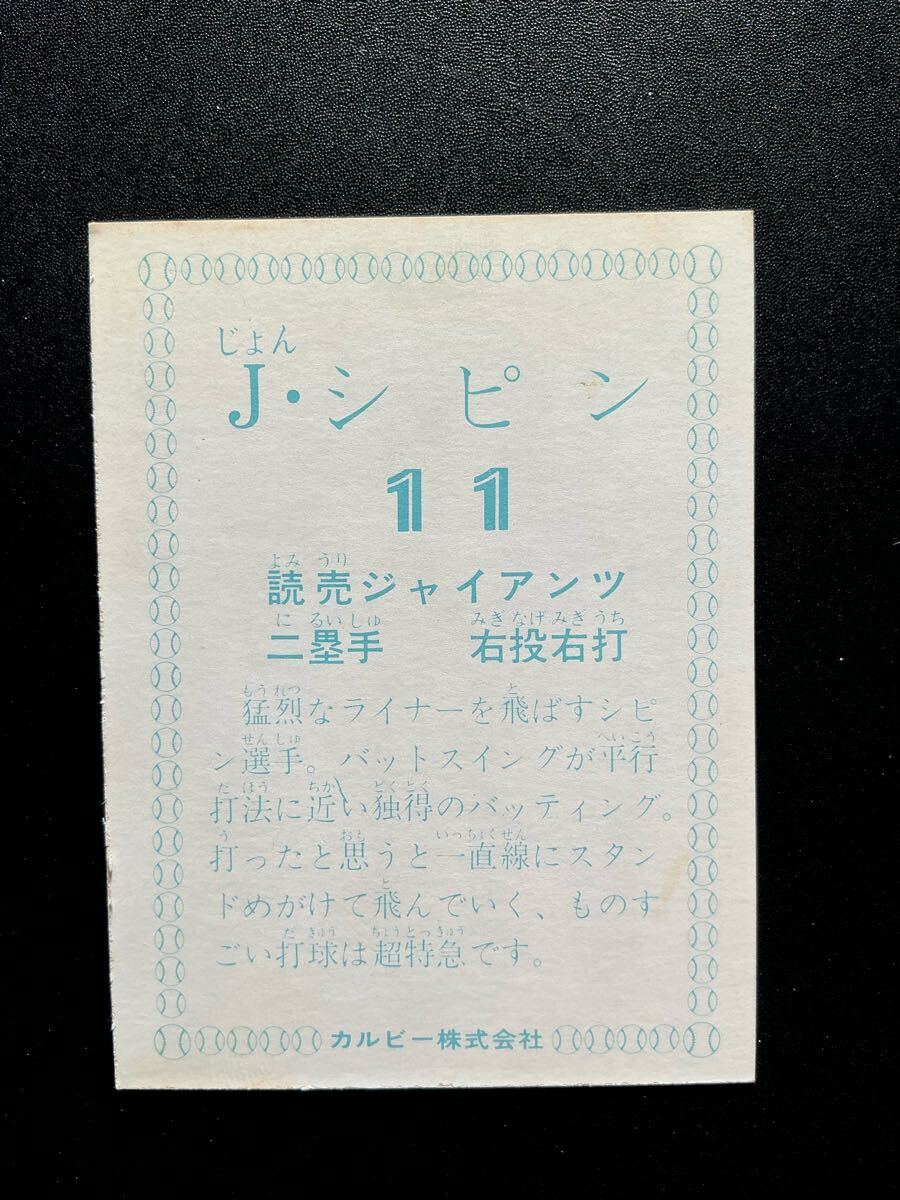 じょん
J・シピン
11
よみ うり
読売ジャイアンツ
に るいしゅ みぎ なげ みぎ うち
二塁手 右投右打
もうれつ と
猛烈なライナーを飛ばすシピ
せんしゅ へいこう
ン選手。バットスイングが平行
だ ほう ちか どくとく
打法に近い独得のバッティング。
う おも いっちょくせん
打ったと思うと一直線にスタン
と
ドめがけて飛んでいく、ものす
だ きゅう ちょうとっきゅう
ごい打球は超特急です。
カルビー株式会社